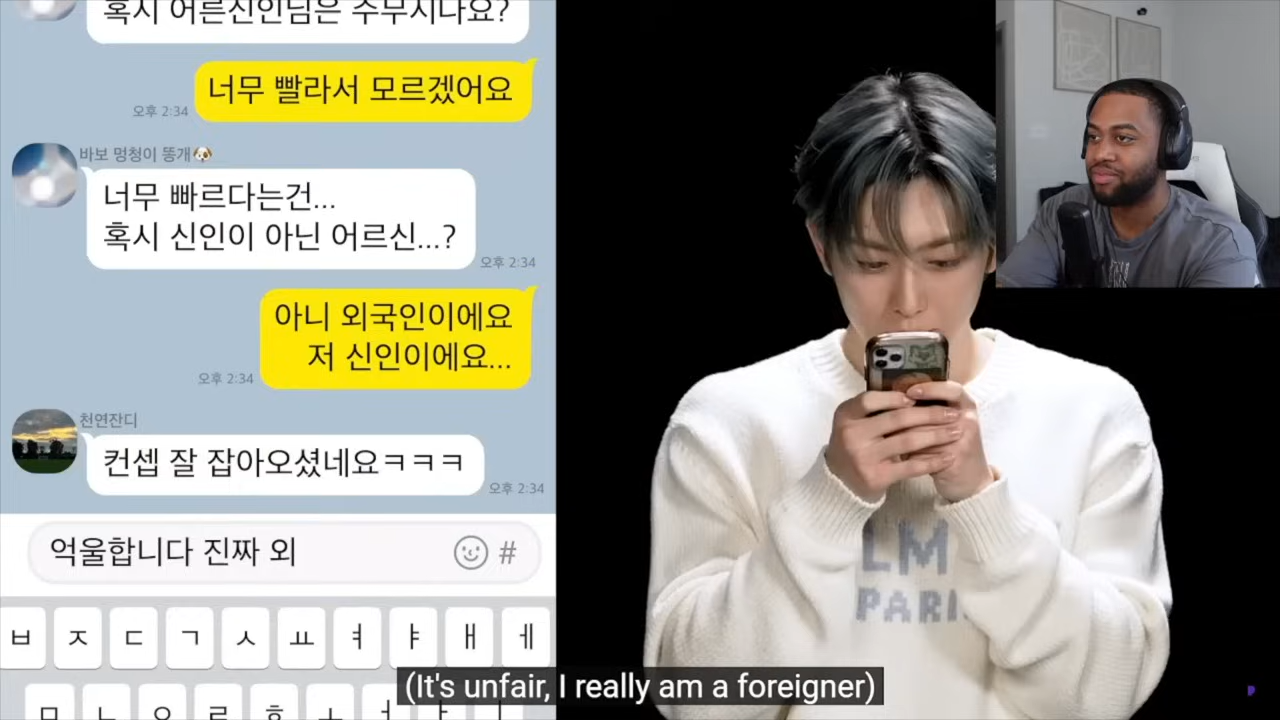 혹시 어른신인님은 주무시나요?
너무 빨라서 모르겠어요
오후 2:34
바보 멍청이 똥개🐶
너무 빠르다는건...
혹시 신인이 아닌 어르신...?
오후 2:34
아니 외국인이에요
저 신인이에요...
오후 2:34
천연잔디
컨셉 잘 잡아오셨네요ㅋㅋㅋ
오후 2:34
억울합니다 진짜 외
#
ㅂ ㅈ ㄷ ㄱ ㅅ ㅛ ㅕ ㅑ ㅐ ㅔ
ㅁ ㄴ ㅇ ㄹ ㅎ ㅗ ㅓ ㅏ ㅣ
LM
PARI
(It's unfair, I really am a foreigner)